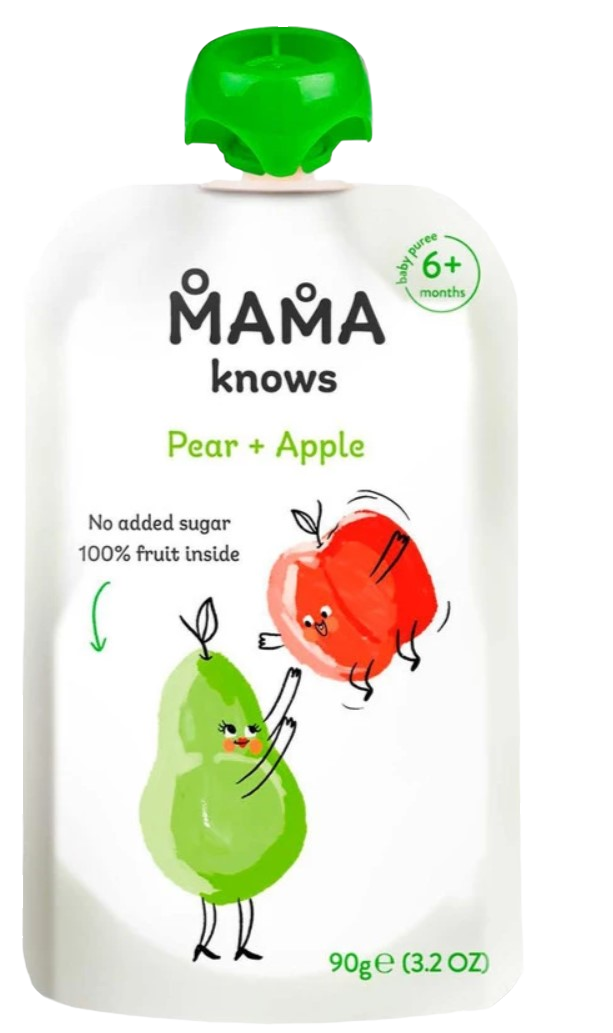 baby puree
6+
months
MAMA
knows
Pear + Apple
No added sugar
100% fruit inside
90g℮ (3.2 OZ)